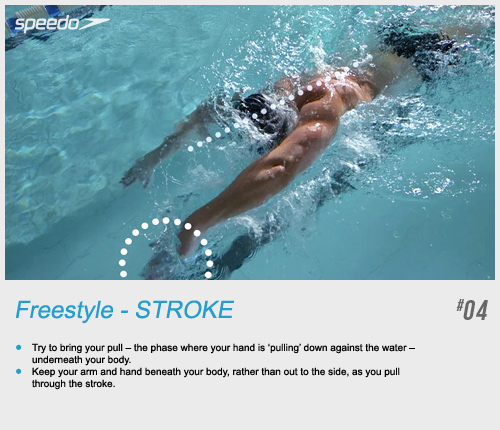 speedo
Freestyle - STROKE
#04
Try to bring your pull – the phase where your hand is ‘pulling’ down against the water –
underneath your body.
Keep your arm and hand beneath your body, rather than out to the side, as you pull
through the stroke.